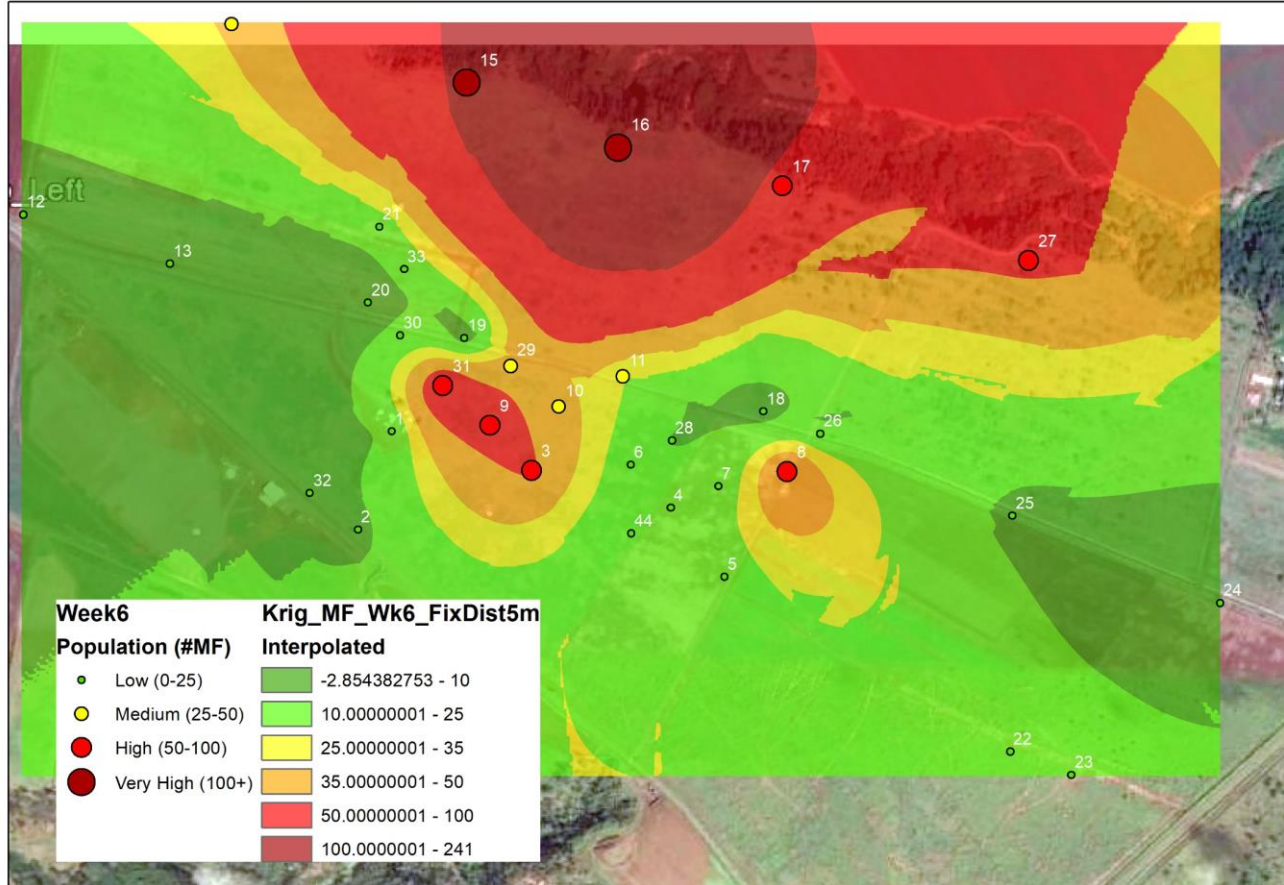 15
16
17
Left
12
21
27
13
33
20
30
19
29
31
11
10
9
18
1
28
26
3
6
8
7
32
4
25
2
44
5
24
22
23
Week6
Population (#MF)
Low (0-25)
Medium (25-50)
High (50-100)
Very High (100+)
Krig_MF_Wk6_FixDist5m
Interpolated
-2.854382753 - 10
10.00000001 - 25
25.00000001 - 35
35.00000001 - 50
50.00000001 - 100
100.0000001 - 241